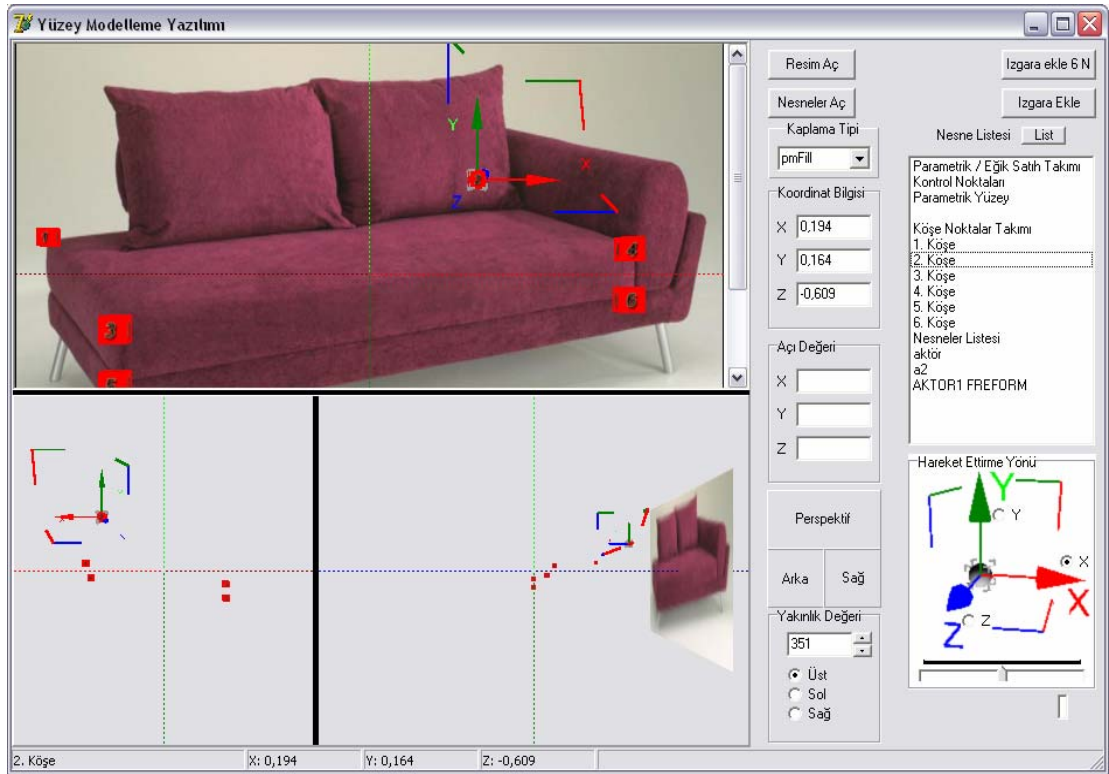 Yüzey Modelleme Yazılımı
Resim Aç
Izgara ekle 6 N
Nesneler Aç
Izgara Ekle
Kaplama Tipi
pmFill
Nesne Listesi
List
Parametrik / Eğik Satıh Takımı
Kontrol Noktaları
Parametrik Yüzey
Köşe Noktalar Takımı
1. Köşe
2. Köşe
3. Köşe
4. Köşe
5. Köşe
6. Köşe
Nesneler Listesi
aktör
a2
AKTOR1 FREFORM
Koordinat Bilgisi
X 0,194
Y 0,164
Z -0,609
Açı Değeri
X
Y
Z
Perspektif
Arka
Sağ
Yakınlık Değeri
351
Üst
Sol
Sağ
Hareket Ettirme Yönü
Y
Y
X
X
Z
Z
Y
X
Z
1
4
6
3
2. Köşe
X: 0,194
Y: 0,164
Z: -0,609